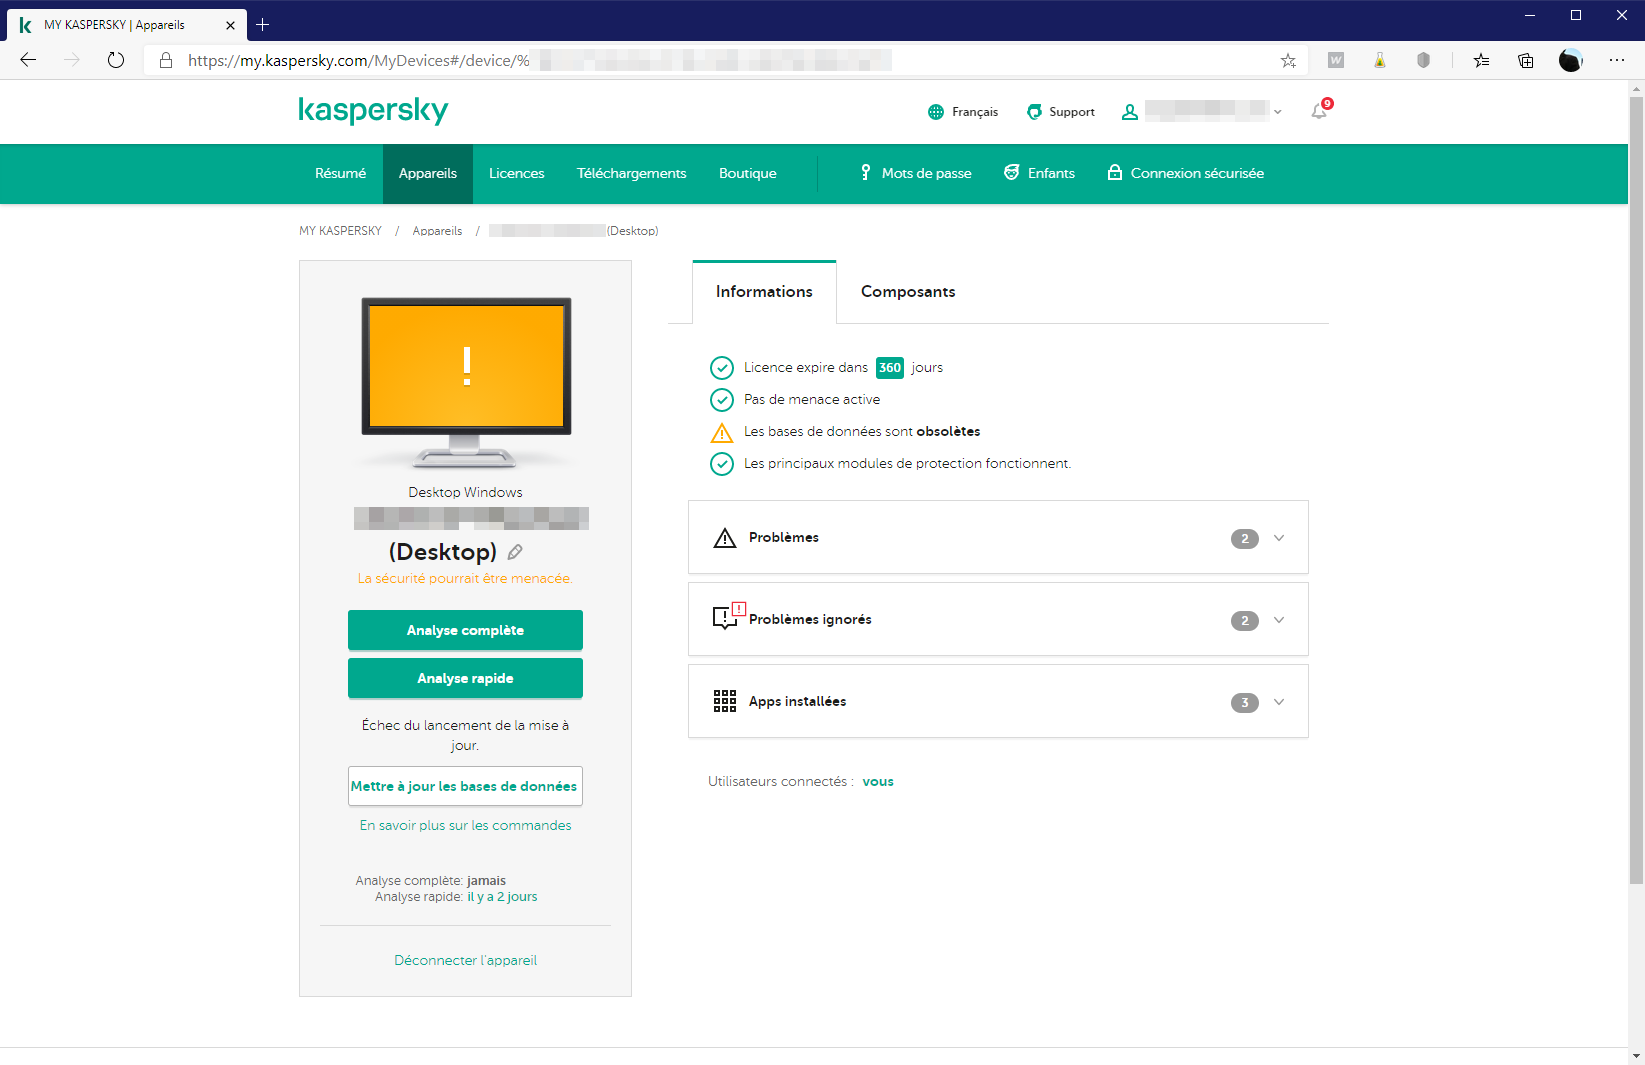 MY KASPERSKY | Appareils
https://my.kaspersky.com/MyDevices#/device/%
kaspersky
Français
Support
9
Résumé
Appareils
Licences
Téléchargements
Boutique
Mots de passe
Enfants
Connexion sécurisée
MY KASPERSKY / Appareils / (Desktop)
!
Desktop Windows
(Desktop)
La sécurité pourrait être menacée.
Analyse complète
Analyse rapide
Échec du lancement de la mise à
jour.
Mettre à jour les bases de données
En savoir plus sur les commandes
Analyse complète: jamais
Analyse rapide: il y a 2 jours
Déconnecter l'appareil
Informations
Composants
Licence expire dans 360 jours
Pas de menace active
Les bases de données sont obsolètes
Les principaux modules de protection fonctionnent.
Problèmes 2
Problèmes ignorés 2
Apps installées 3
Utilisateurs connectés : vous